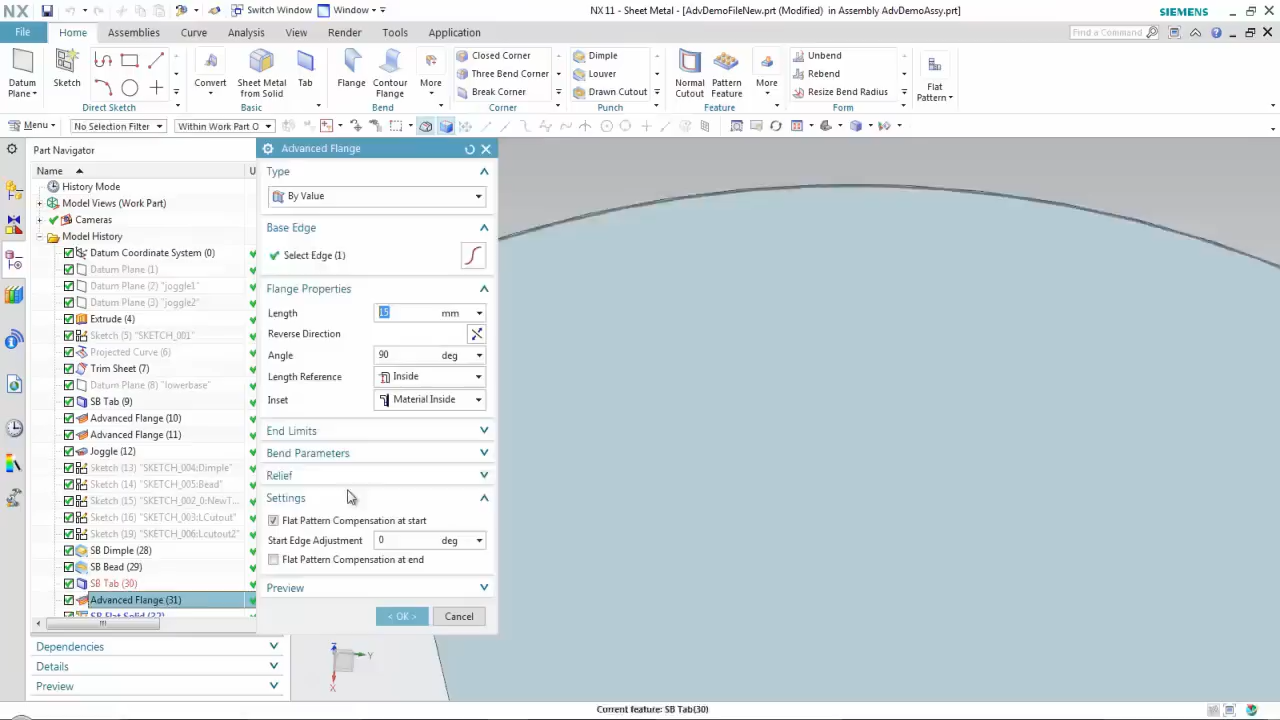 NX
Switch Window
Window
NX 11 - Sheet Metal - [AdvDemoFileNew.prt (Modified) in Assembly AdvDemoAssy.prt]
SIEMENS
File
Home
Assemblies
Curve
Analysis
View
Render
Tools
Application
Find a Command
Datum Plane
Sketch
Direct Sketch
Convert
Sheet Metal from Solid
Tab
Basic
Flange
Contour Flange
More
Bend
Closed Corner
Three Bend Corner
Break Corner
Corner
Dimple
Louver
Drawn Cutout
Punch
Normal Cutout
Pattern Feature
More
Feature
Unbend
Rebend
Resize Bend Radius
Form
Flat Pattern
Menu
No Selection Filter
Within Work Part O
Part Navigator
Name
U
History Mode
Model Views (Work Part)
Cameras
Model History
Datum Coordinate System (0)
Datum Plane (1)
Datum Plane (2) "joggle1"
Datum Plane (3) "joggle2"
Extrude (4)
Sketch (5) "SKETCH_001"
Projected Curve (6)
Trim Sheet (7)
Datum Plane (8) "lowerbase"
SB Tab (9)
Advanced Flange (10)
Advanced Flange (11)
Joggle (12)
Sketch (13) "SKETCH_004:Dimple"
Sketch (14) "SKETCH_005:Bead"
Sketch (15) "SKETCH_002_0:NewT...
Sketch (16) "SKETCH_003:LCutout"
Sketch (19) "SKETCH_006:Lcutout2"
SB Dimple (28)
SB Bead (29)
SB Tab (30)
Advanced Flange (31)
SB Flat Solid (32)
Dependencies
Details
Preview
Advanced Flange
Type
By Value
Base Edge
Select Edge (1)
Flange Properties
Length 15 mm
Reverse Direction
Angle 90 deg
Length Reference Inside
Inset Material Inside
End Limits
Bend Parameters
Relief
Settings
Flat Pattern Compensation at start
Start Edge Adjustment 0 deg
Flat Pattern Compensation at end
Preview
< OK >
Cancel
Z
Y
X
Current feature: SB Tab(30)